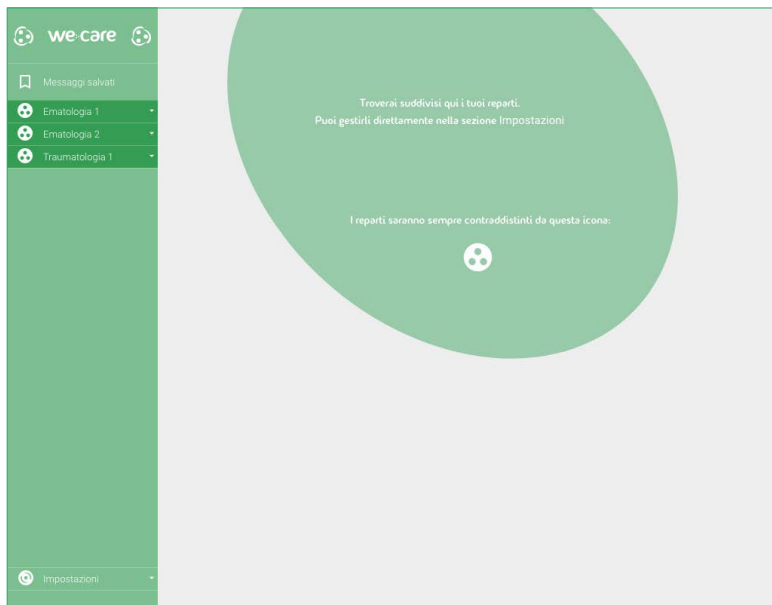 we·care
Messaggi salvati
Ematologia 1
Ematologia 2
Traumatologia 1
Impostazioni
Troverai suddivisi qui i tuoi reparti.
Puoi gestirli direttamente nella sezione Impostazioni
I reparti saranno sempre contraddistinti da questa icona: